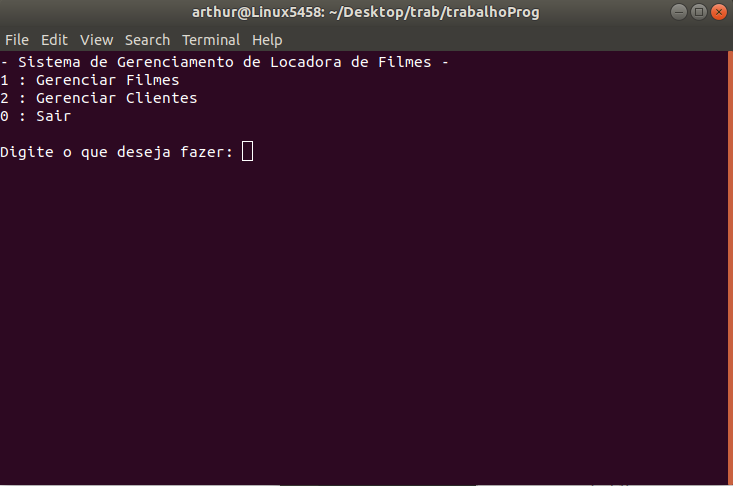 arthur@Linux5458: ~/Desktop/trab/trabalhoProg
File Edit View Search Terminal Help
- Sistema de Gerenciamento de Locadora de Filmes -
1 : Gerenciar Filmes
2 : Gerenciar Clientes
0 : Sair
Digite o que deseja fazer: